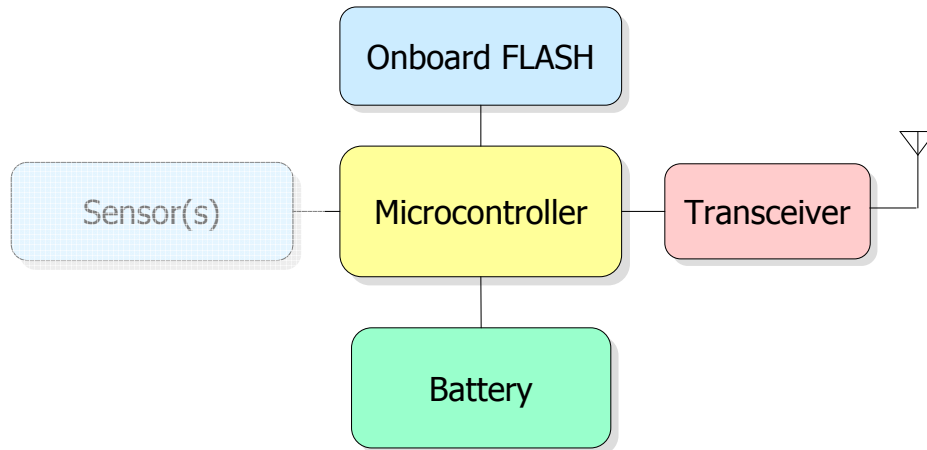 Onboard FLASH
Sensor(s)
Microcontroller
Transceiver
Battery